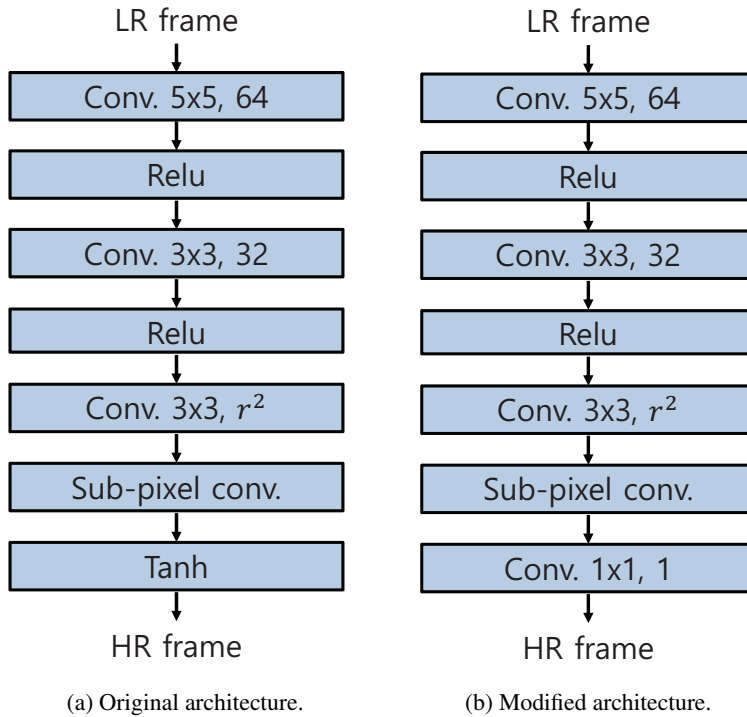 LR frame
Conv. 5x5, 64
Relu
Conv. 3x3, 32
Relu
Conv. 3x3, r²
Sub-pixel conv.
Tanh
HR frame
(a) Original architecture.
LR frame
Conv. 5x5, 64
Relu
Conv. 3x3, 32
Relu
Conv. 3x3, r²
Sub-pixel conv.
Conv. 1x1, 1
HR frame
(b) Modified architecture.